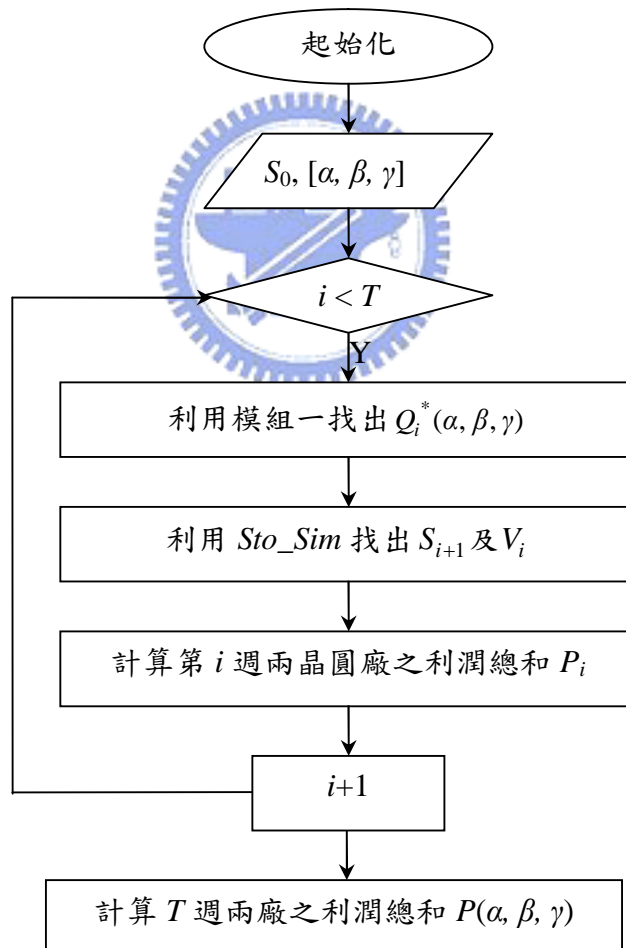 起始化
S₀, [α, β, γ]
i < T
Y
利用模組一找出 Qᵢ*(α, β, γ)
利用 Sto_Sim 找出 Sᵢ₊₁ 及 Vᵢ
計算第 i 週兩晶圓廠之利潤總和 Pᵢ
i+1
計算 T 週兩廠之利潤總和 P(α, β, γ)